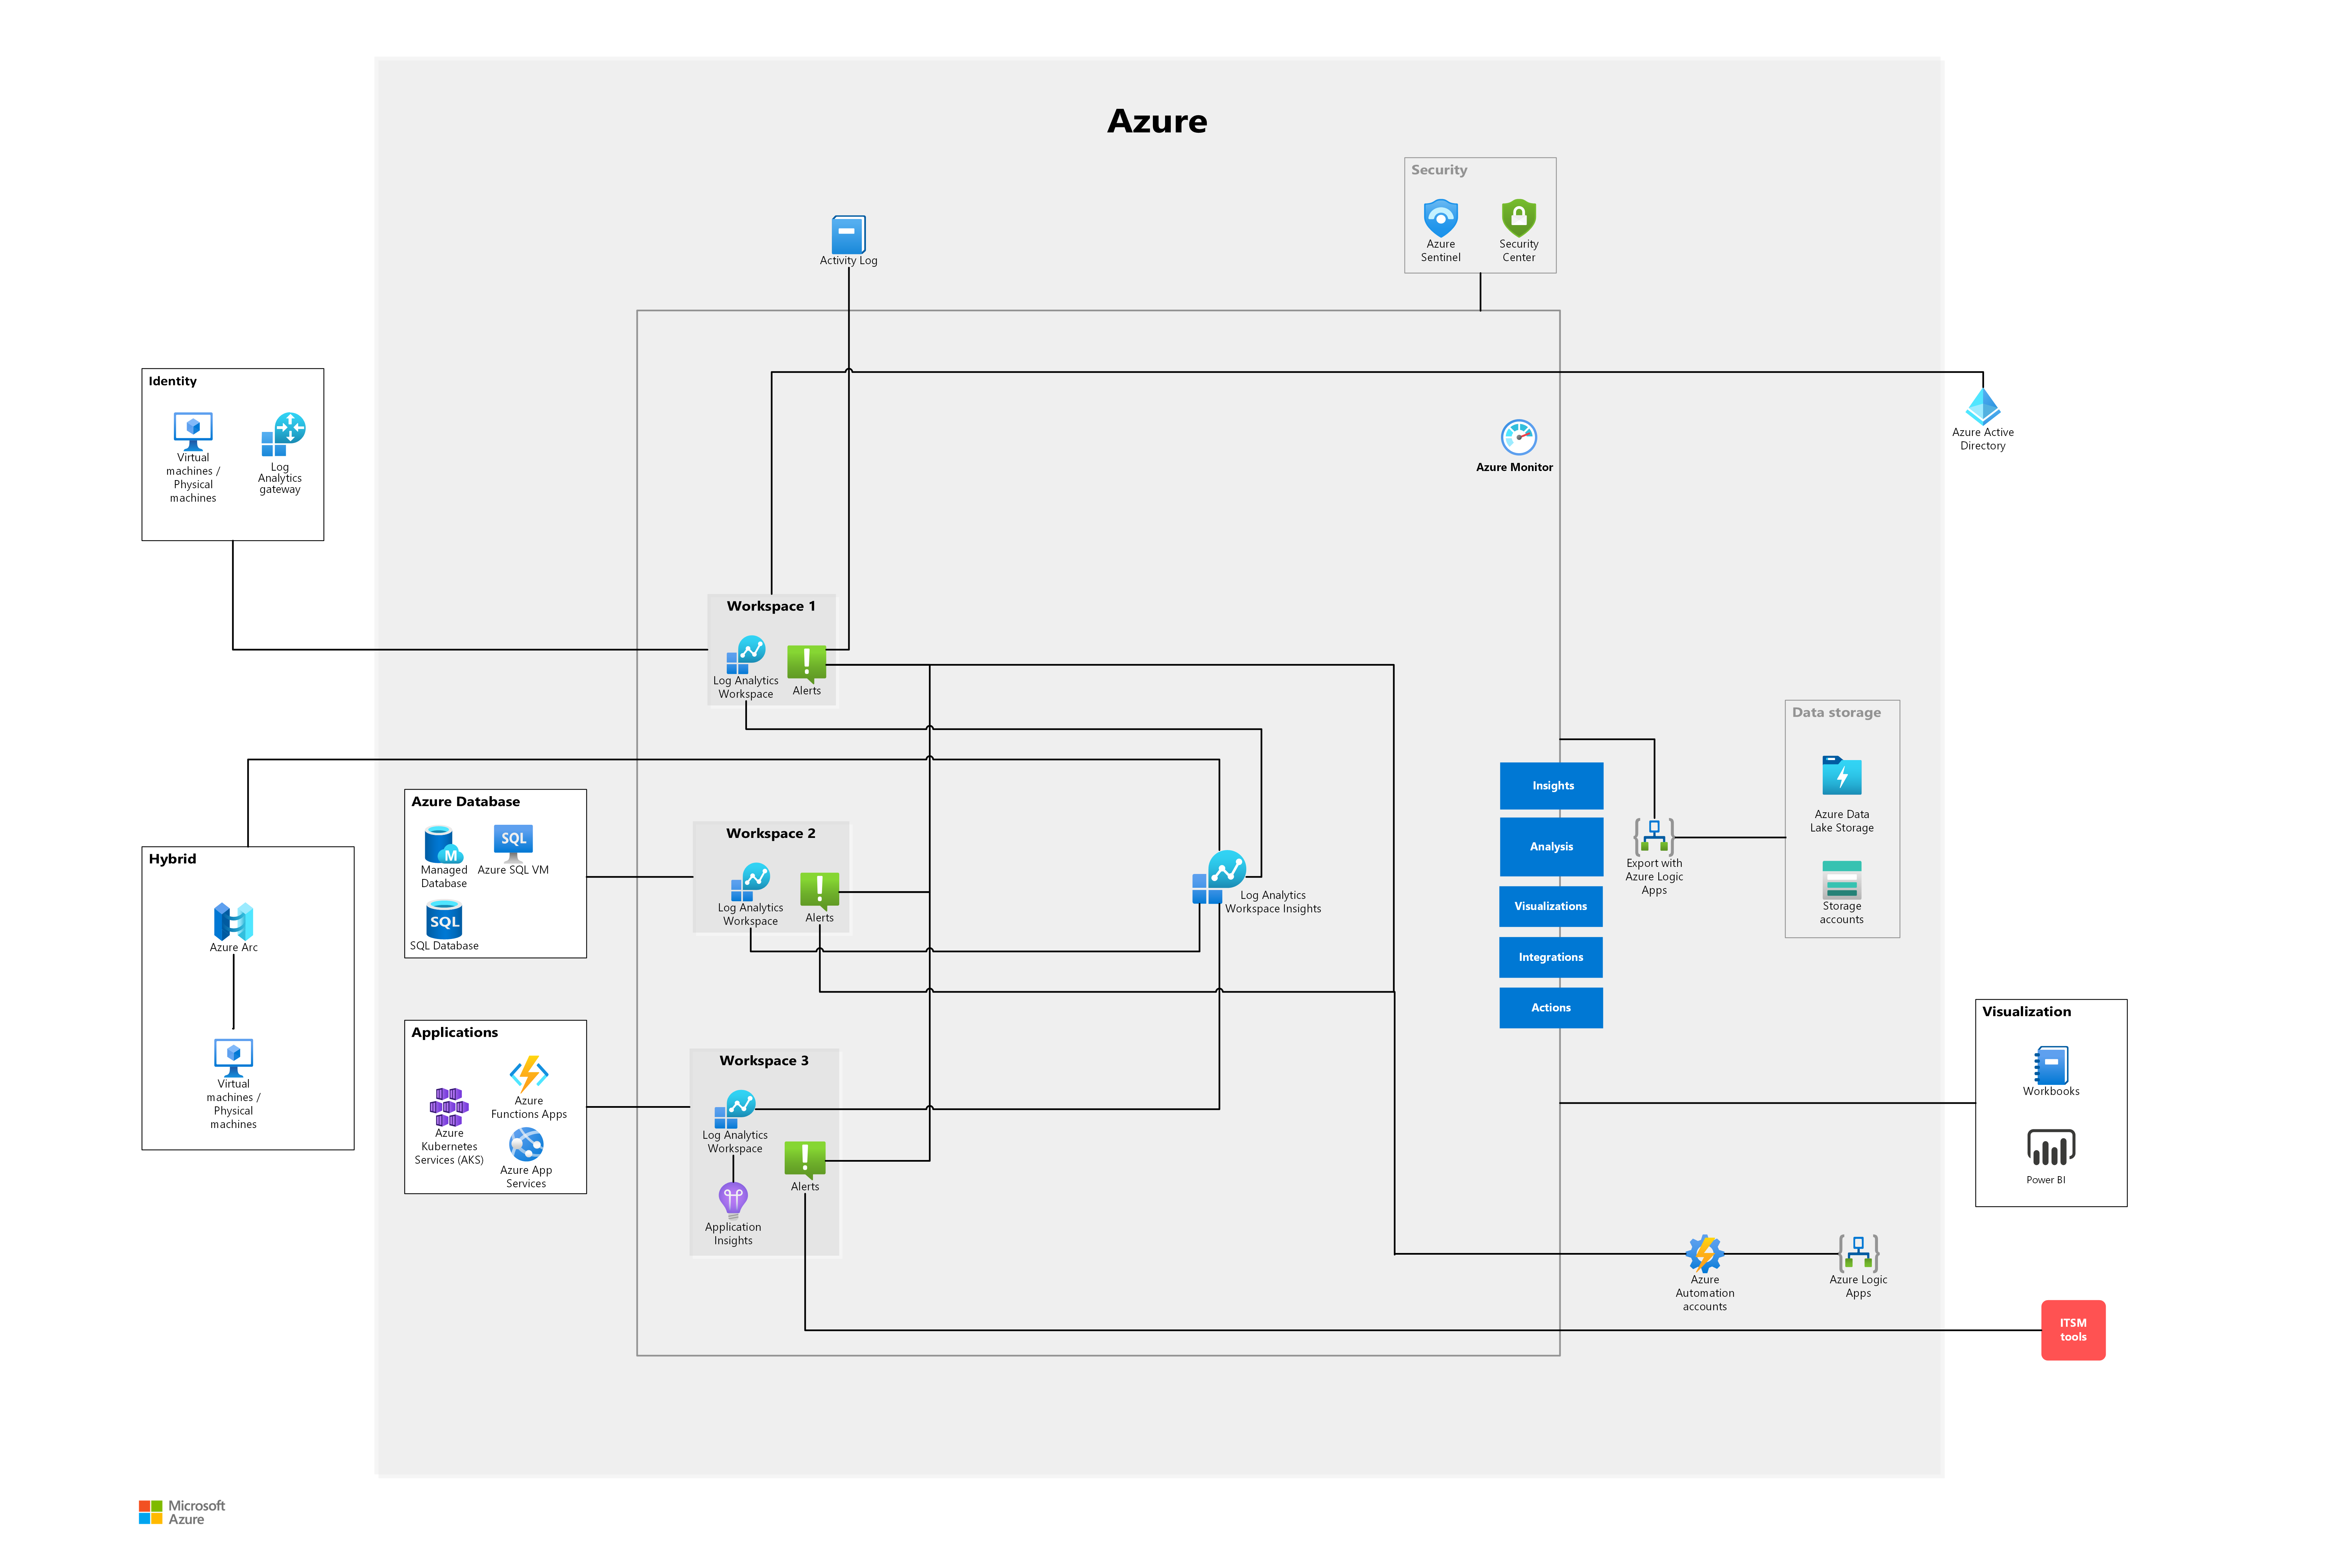 Azure
Security
Azure
Sentinel
Security
Center
Activity Log
Identity
Virtual
machines /
Physical
machines
Log
Analytics
gateway
Azure Monitor
Azure Active
Directory
Workspace 1
Log Analytics
Workspace
Alerts
Data storage
Azure Data
Lake Storage
Storage
accounts
Insights
Analysis
Visualizations
Integrations
Actions
Export with
Azure Logic
Apps
Azure Database
Managed
Database
SQL
Azure SQL VM
SQL
SQL Database
Workspace 2
Log Analytics
Workspace
Alerts
Log Analytics
Workspace Insights
Hybrid
Azure Arc
Virtual
machines /
Physical
machines
Applications
Azure
Functions Apps
Azure
Kubernetes
Services (AKS)
Azure App
Services
Workspace 3
Log Analytics
Workspace
Alerts
Application
Insights
Visualization
Workbooks
Power BI
Azure
Automation
accounts
Azure Logic
Apps
ITSM
tools
Microsoft
Azure